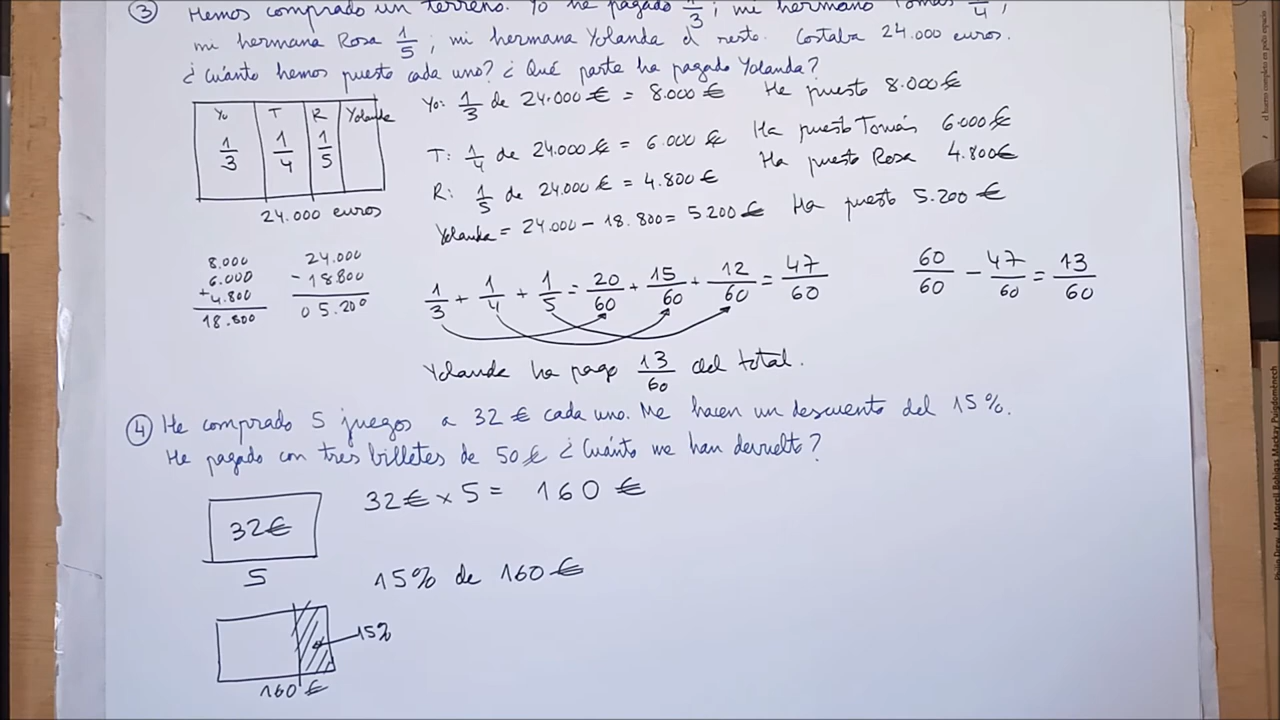 ③ Hemos comprado un terreno. Yo he pagado 1/3; mi hermano Tomás 1/4;
mi hermana Rosa 1/5; mi hermana Yolanda el resto. Costaba 24.000 euros.
¿Cuánto hemos puesto cada uno? ¿Qué parte ha pagado Yolanda?
Yo T R Yolanda
1/3 1/4 1/5
24.000 euros
Yo: 1/3 de 24.000 € = 8.000 € He puesto 8.000 €
T: 1/4 de 24.000 € = 6.000 € Ha puesto Tomás 6.000 €
R: 1/5 de 24.000 € = 4.800 € Ha puesto Rosa 4.800 €
Yolanda = 24.000 - 18.800 = 5.200 € Ha puest 5.200 €
8.000
6.000
+4.800
18.800
24.000
-18.800
05.200
1/3 + 1/4 + 1/5 = 20/60 + 15/60 + 12/60 = 47/60
60/60 - 47/60 = 13/60
Yolanda ha pago 13/60 del total.
④ He comprado 5 juegos a 32 € cada uno. Me hacen un descuento del 15%.
He pagado con tres billetes de 50 € ¿Cuánto me han devuelto?
32€
5
32€ x 5 = 160 €
15% de 160 €
15%
160 €